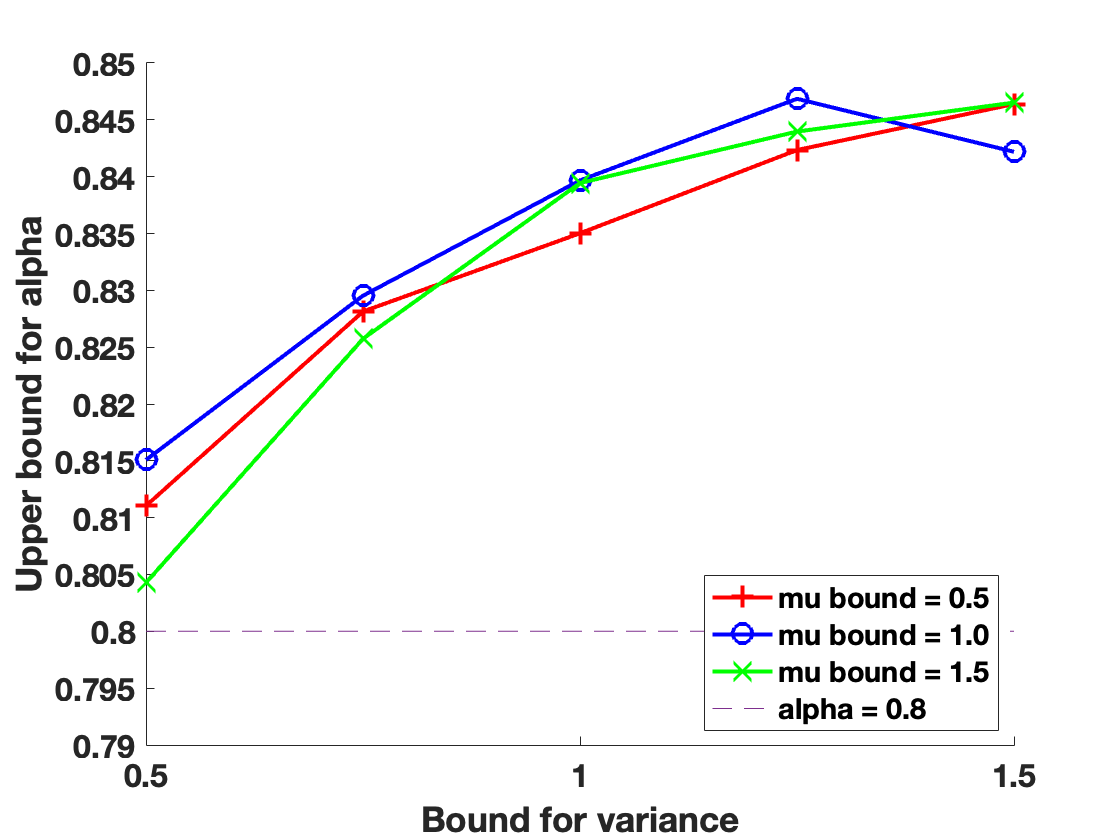 0.85
0.845
0.84
0.835
0.83
0.825
0.82
0.815
0.81
0.805
0.8
0.795
0.79
Upper bound for alpha
mu bound = 0.5
mu bound = 1.0
mu bound = 1.5
alpha = 0.8
0.5
1
1.5
Bound for variance